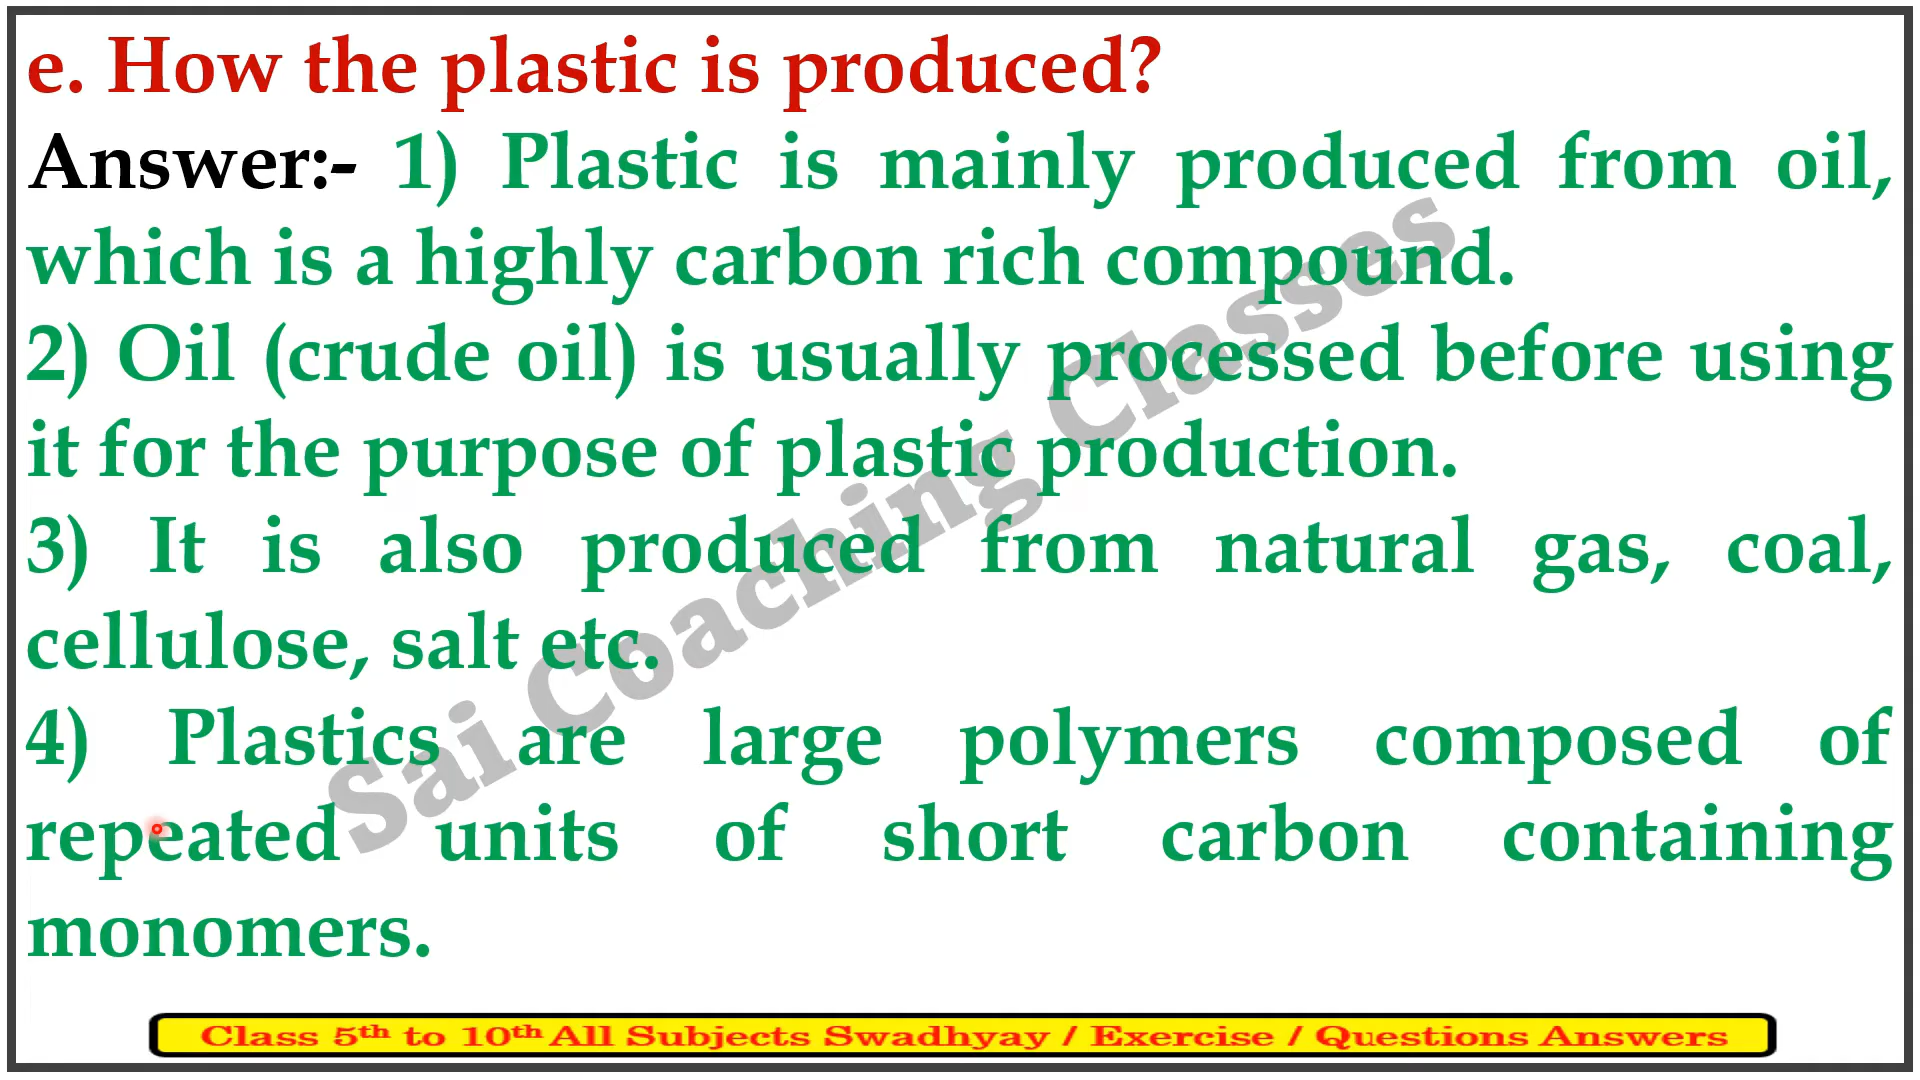 e. How the plastic is produced?
Answer:- 1) Plastic is mainly produced from oil,
which is a highly carbon rich compound.
2) Oil (crude oil) is usually processed before using
it for the purpose of plastic production.
3) It is also produced from natural gas, coal,
cellulose, salt etc.
4) Plastics are large polymers composed of
repeated units of short carbon containing
monomers.
Sai Coaching Classes
Class 5th to 10th All Subjects Swadhyay / Exercise / Questions Answers